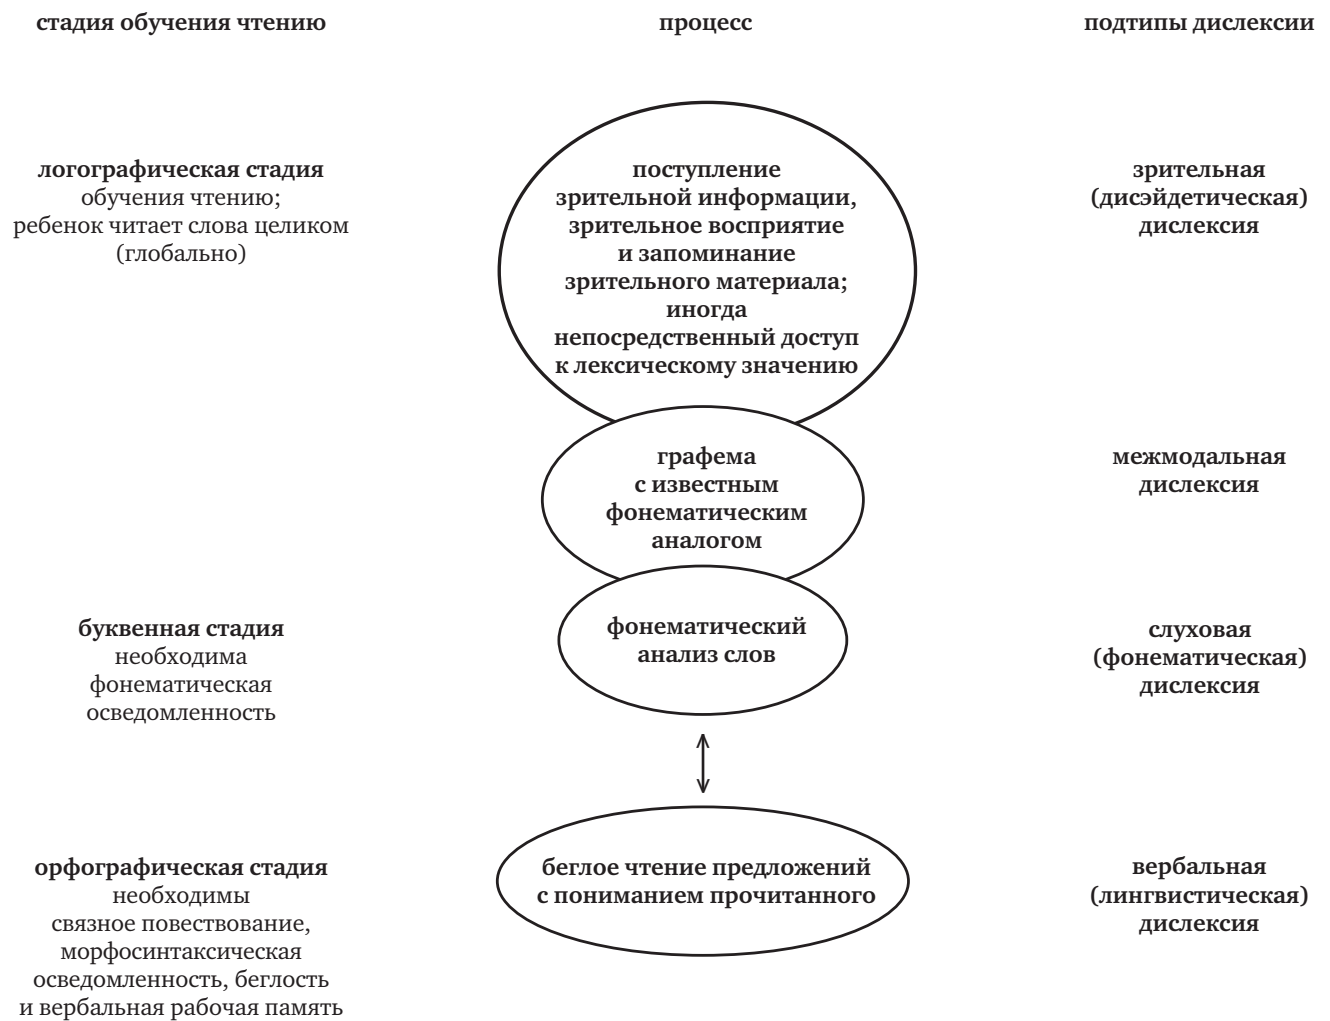 стадия обучения чтению
процесс
подтипы дислексии
логографическая стадия
обучения чтению;
ребенок читает слова целиком
(глобально)
поступление
зрительной информации,
зрительное восприятие
и запоминание
зрительного материала;
иногда
непосредственный доступ
к лексическому значению
зрительная
(дисэйдетическая)
дислексия
графема
с известным
фонематическим
аналогом
межмодальная
дислексия
буквенная стадия
необходима
фонематическая
осведомленность
фонематический
анализ слов
слуховая
(фонематическая)
дислексия
орфографическая стадия
необходимы
связное повествование,
морфосинтаксическая
осведомленность, беглость
и вербальная рабочая память
беглое чтение предложений
с пониманием прочитанного
вербальная
(лингвистическая)
дислексия